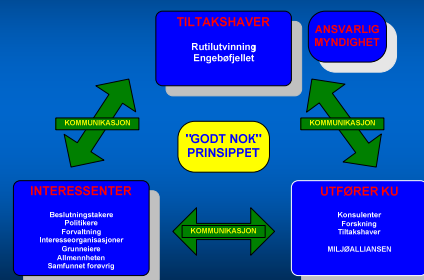 TILTAKSHAVER
Rutilutvinning
Engebøfjellet
ANSVARLIG
MYNDIGHET
KOMMUNIKASJON
KOMMUNIKASJON
"GODT NOK"
PRINSIPPET
INTERESSENTER
Beslutningstakere
Politikere
Forvaltning
Interesseorganisasjoner
Grunneiere
Allmennheten
Samfunnet forøvrig
KOMMUNIKASJON
UTFØRER KU
Konsulenter
Forskning
Tiltakshaver
MILJØALLIANSEN